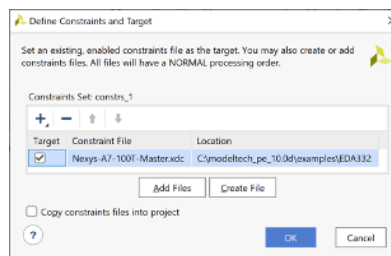 Define Constraints and Target
Set an existing, enabled constraints file as the target. You may also create or add
constraints files. All files will have a NORMAL processing order.
Constraints Set: constrs_1
Target Constraint File Location
Nexys-A7-100T-Master.xdc C:\modeltech_pe_10.0d\examples\EDA332
Add Files Create File
Copy constraints files into project
? OK Cancel